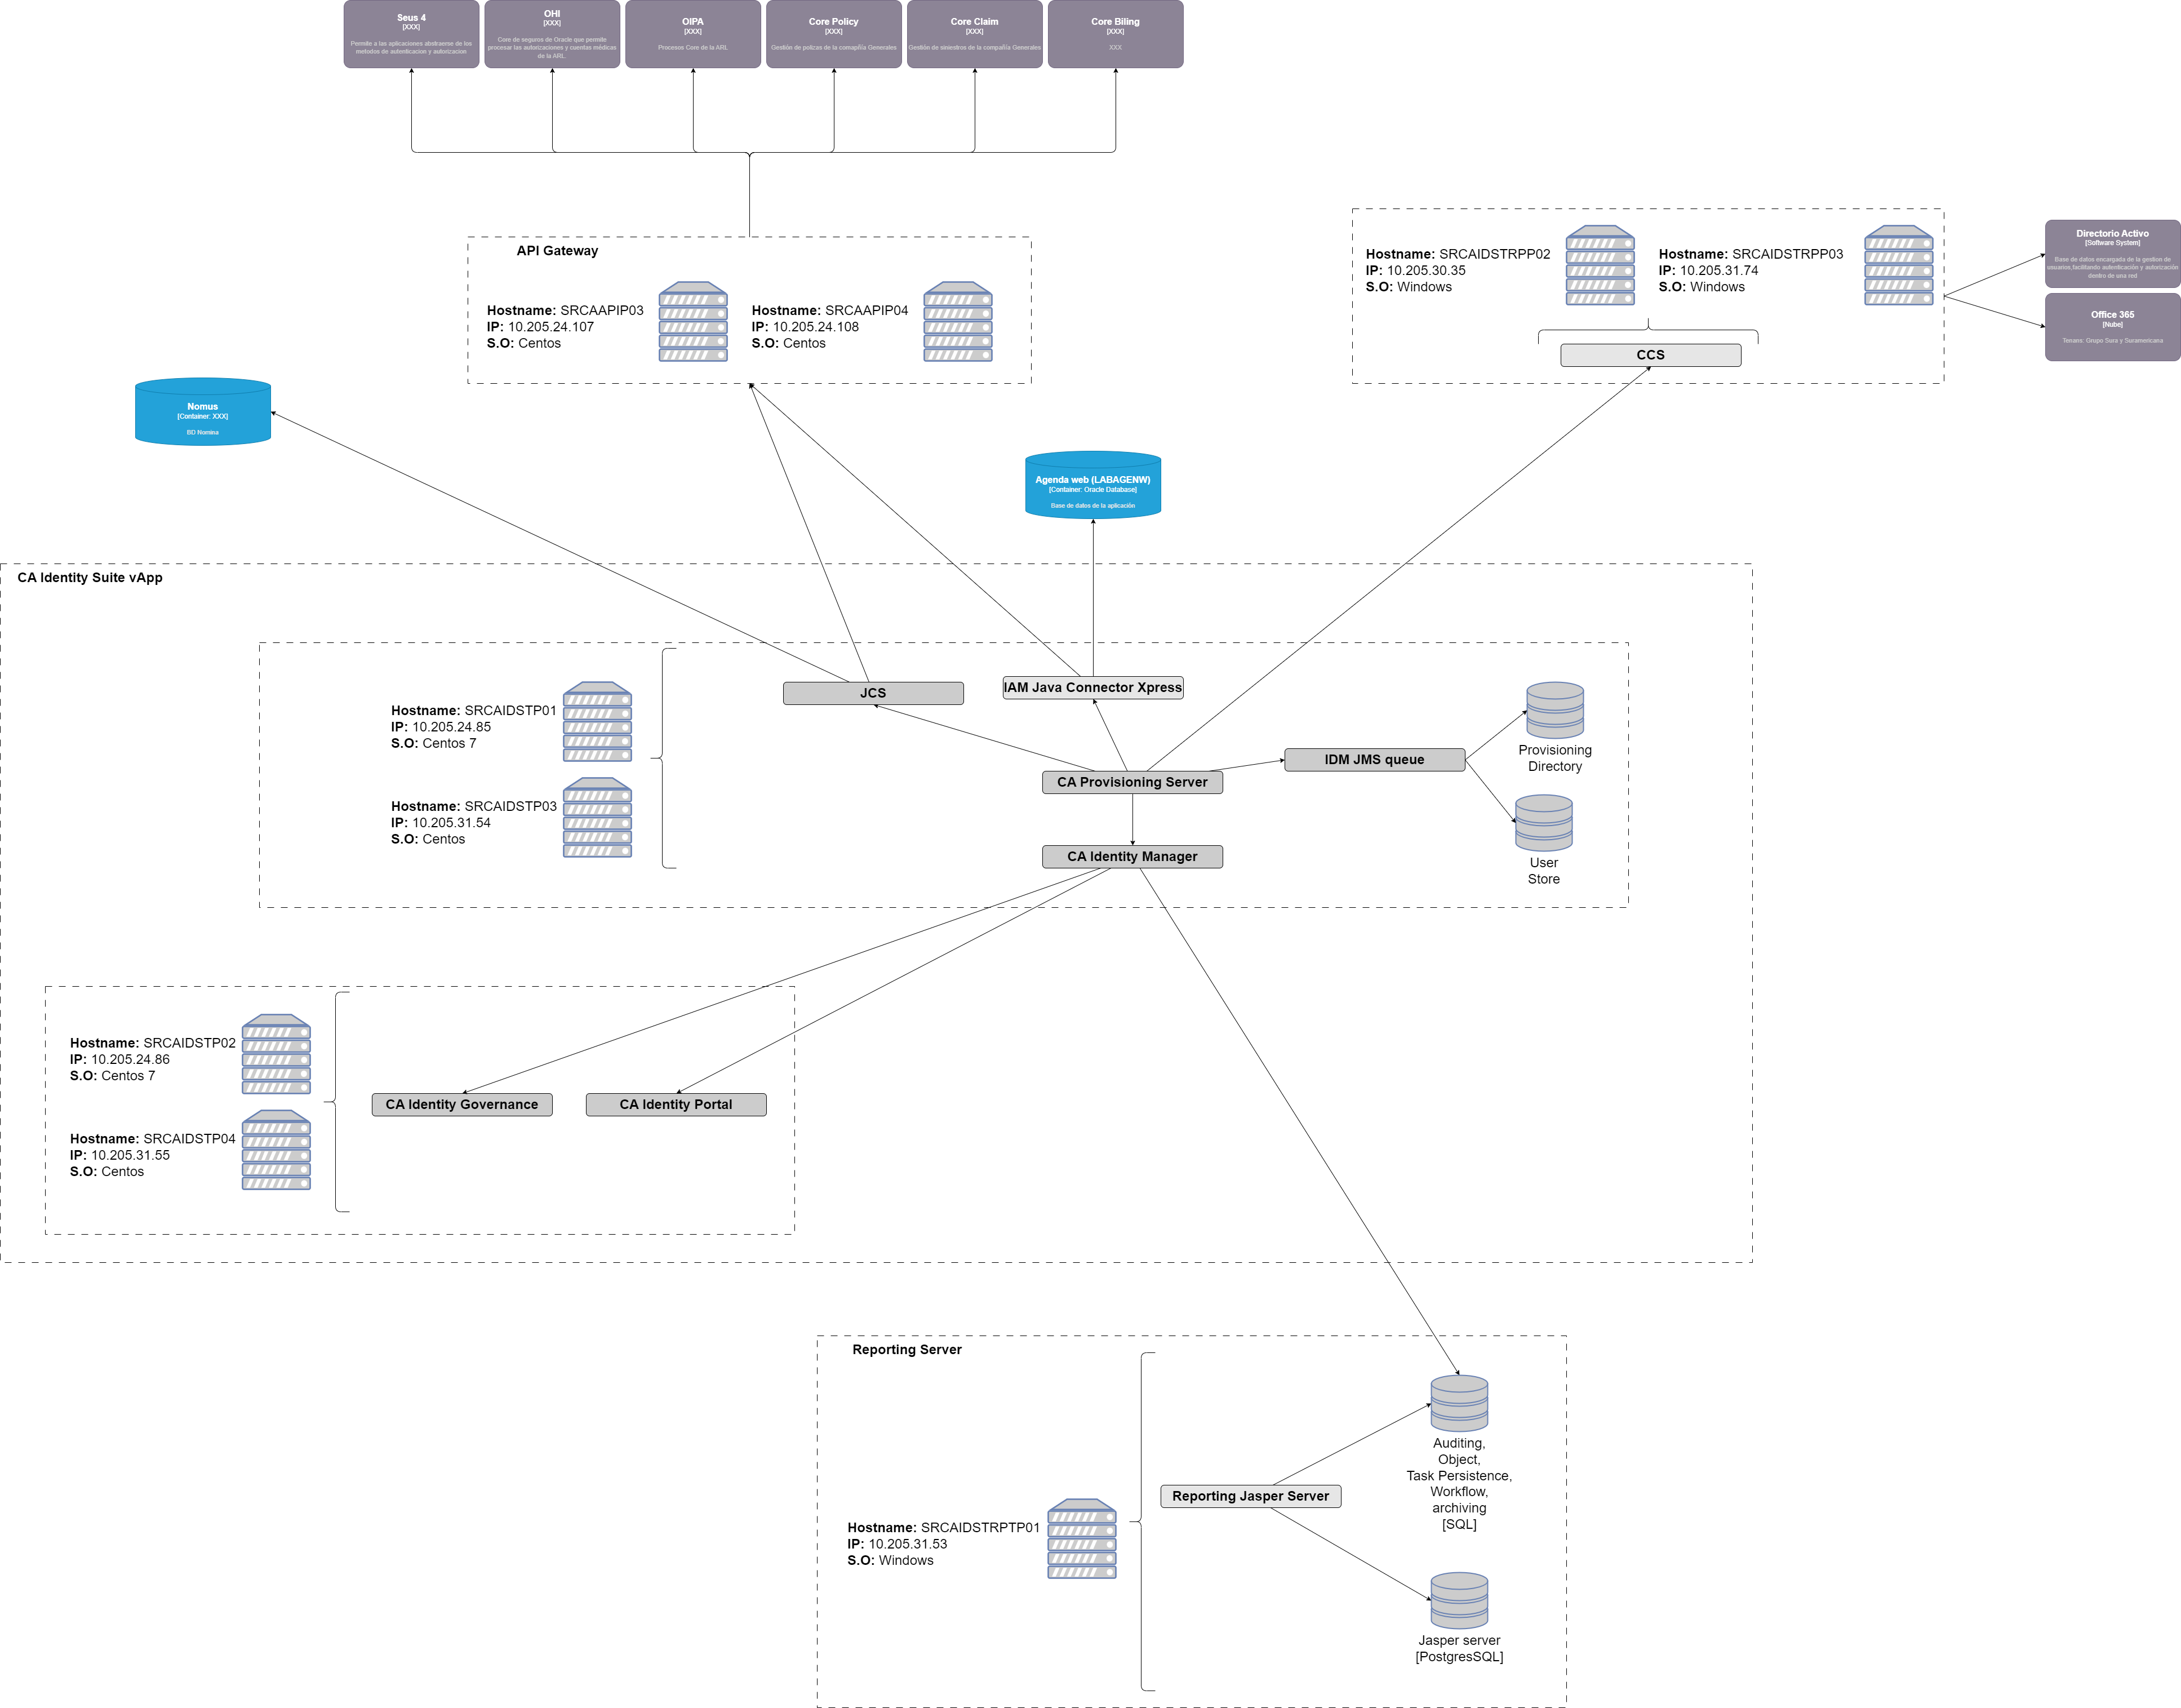 Seus 4
[XXX]
Permite a las aplicaciones abstraerse de los
metodos de autenticacion y autorizacion
OHI
[XXX]
Core de seguros de Oracle que permite
procesar las autorizaciones y cuentas médicas
de la ARL.
OIPA
[XXX]
Procesos Core de la ARL
Core Policy
[XXX]
Gestión de polizas de la comapñía Generales
Core Claim
[XXX]
Gestión de siniestros de la compañía Generales
Core Biling
[XXX]
XXX
API Gateway
Hostname: SRCAAPIP03
IP: 10.205.24.107
S.O: Centos
Hostname: SRCAAPIP04
IP: 10.205.24.108
S.O: Centos
Hostname: SRCAIDSTRPP02
IP: 10.205.30.35
S.O: Windows
Hostname: SRCAIDSTRPP03
IP: 10.205.31.74
S.O: Windows
CCS
Directorio Activo
[Software System]
Base de datos encargada de la gestion de
usuarios,facilitando autenticación y autorización
dentro de una red
Office 365
[Nube]
Tenans: Grupo Sura y Suramericana
Nomus
[Container: XXX]
BD Nomina
Agenda web (LABAGENW)
[Container: Oracle Database]
Base de datos de la aplicación
CA Identity Suite vApp
Hostname: SRCAIDSTP01
IP: 10.205.24.85
S.O: Centos 7
Hostname: SRCAIDSTP03
IP: 10.205.31.54
S.O: Centos
JCS
IAM Java Connector Xpress
CA Provisioning Server
IDM JMS queue
CA Identity Manager
Provisioning
Directory
User
Store
Hostname: SRCAIDSTP02
IP: 10.205.24.86
S.O: Centos 7
Hostname: SRCAIDSTP04
IP: 10.205.31.55
S.O: Centos
CA Identity Governance
CA Identity Portal
Reporting Server
Hostname: SRCAIDSTRPTP01
IP: 10.205.31.53
S.O: Windows
Reporting Jasper Server
Auditing,
Object,
Task Persistence,
Workflow,
archiving
[SQL]
Jasper server
[PostgresSQL]